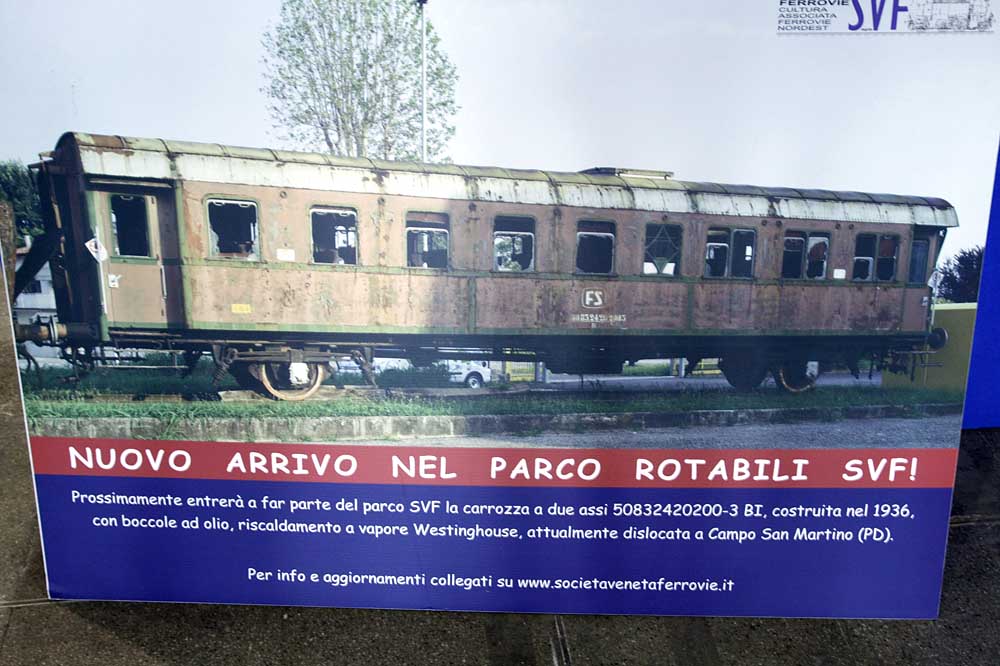 FERROVIE
CULTURA
ASSOCIATA
FERROVIE
NORDEST
SVF
FS
NUOVO ARRIVO NEL PARCO ROTABILI SVF!
Prossimamente entrerà a far parte del parco SVF la carrozza a due assi 50832420200-3 BI, costruita nel 1936,
con boccole ad olio, riscaldamento a vapore Westinghouse, attualmente dislocata a Campo San Martino (PD).
Per info e aggiornamenti collegati su www.societavenetaferrovie.it